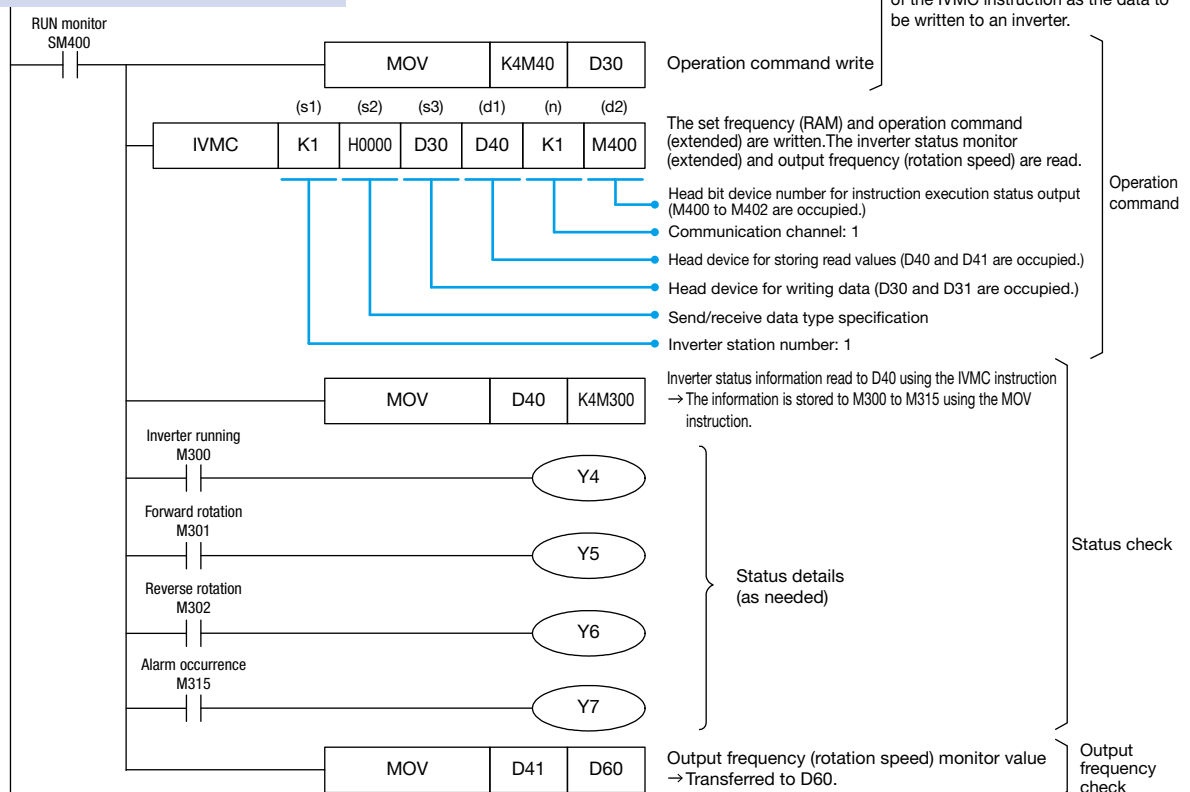 of the IVMC instruction as the data to
be written to an inverter.
RUN monitor
SM400
MOV K4M40 D30
Operation command write
(s1) (s2) (s3) (d1) (n) (d2)
IVMC K1 H0000 D30 D40 K1 M400
The set frequency (RAM) and operation command
(extended) are written.The inverter status monitor
(extended) and output frequency (rotation speed) are read.
Head bit device number for instruction execution status output
(M400 to M402 are occupied.)
Communication channel: 1
Head device for storing read values (D40 and D41 are occupied.)
Head device for writing data (D30 and D31 are occupied.)
Send/receive data type specification
Inverter station number: 1
Operation
command
MOV D40 K4M300
Inverter status information read to D40 using the IVMC instruction
→The information is stored to M300 to M315 using the MOV
instruction.
Inverter running
M300
Y4
Forward rotation
M301
Y5
Reverse rotation
M302
Y6
Alarm occurrence
M315
Y7
Status details
(as needed)
Status check
MOV D41 D60
Output frequency (rotation speed) monitor value
→Transferred to D60.
Output
frequency
check